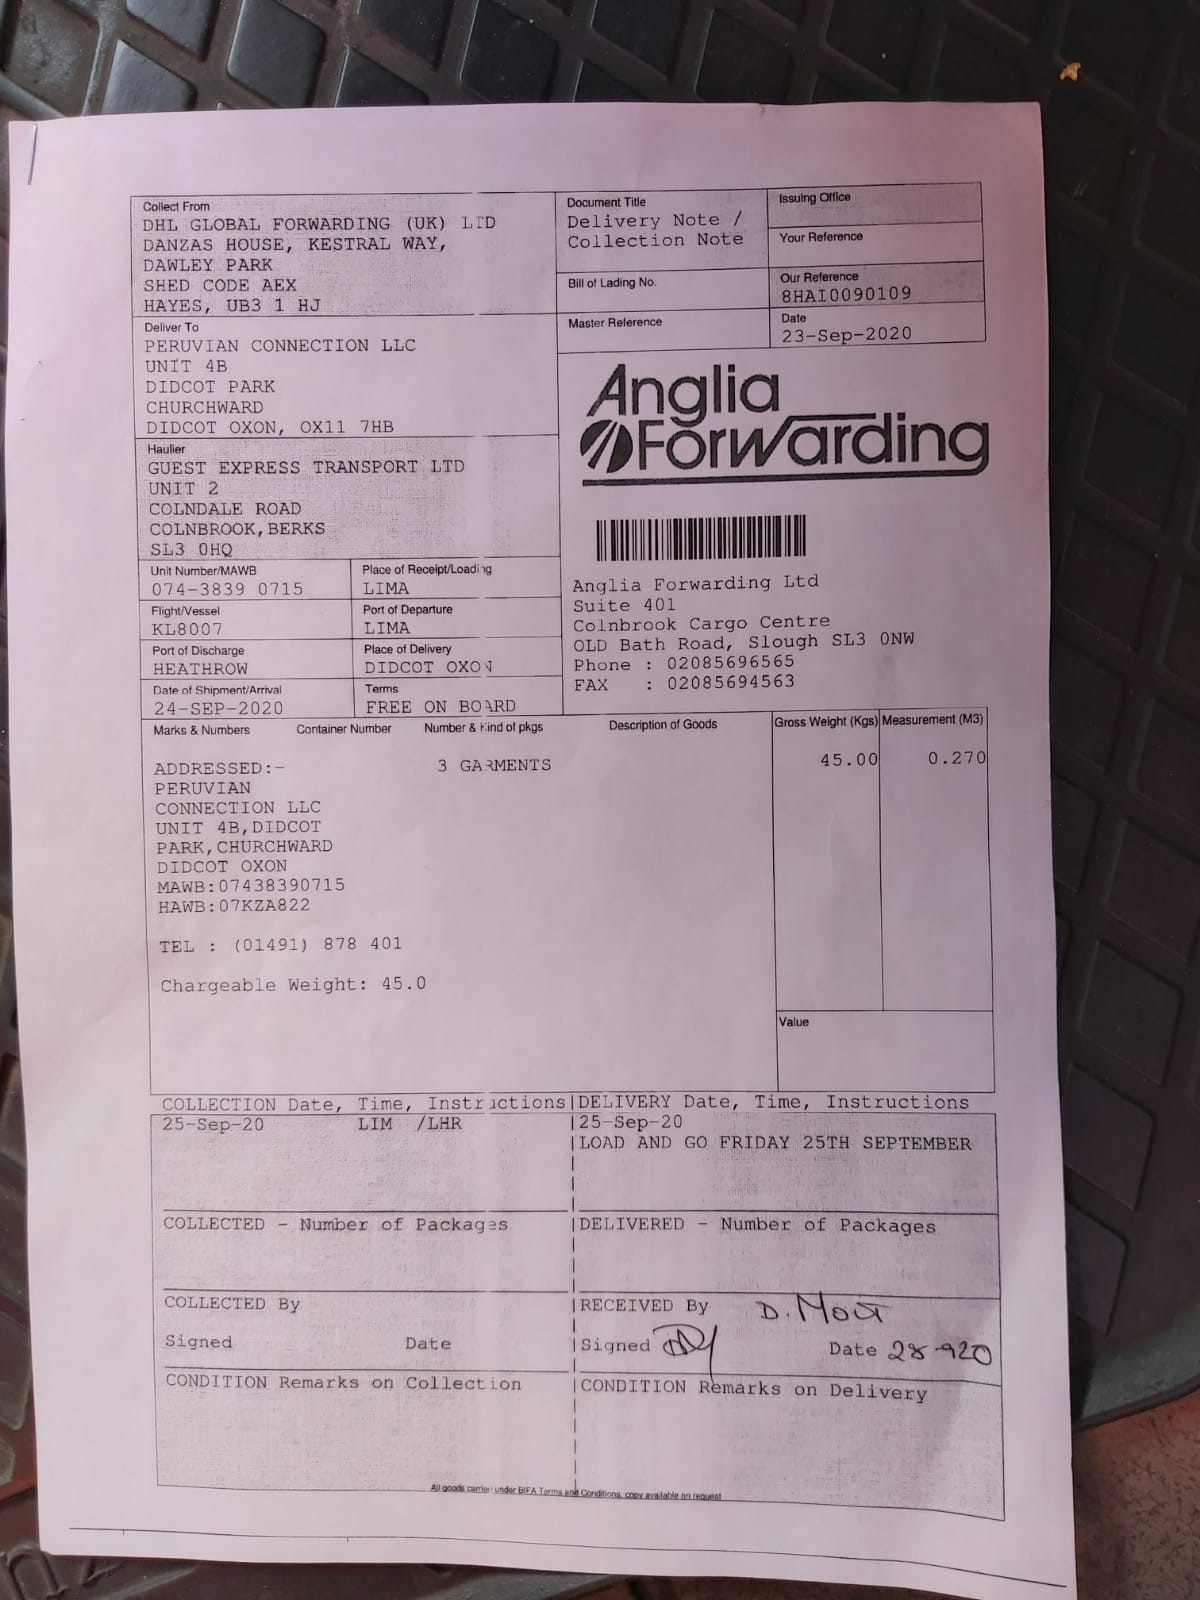 Collect From
DHL GLOBAL FORWARDING (UK) LTD
DANZAS HOUSE, KESTRAL WAY,
DAWLEY PARK
SHED CODE AEX
HAYES, UB3 1 HJ
Document Title
Delivery Note /
Collection Note
Issuing Office
Your Reference
Bill of Lading No.
Our Reference
8HAI0090109
Master Reference
Date
23-Sep-2020
Deliver To
PERUVIAN CONNECTION LLC
UNIT 4B
DIDCOT PARK
CHURCHWARD
DIDCOT OXON, OX11 7HB
Anglia
Forwarding
Haulier
GUEST EXPRESS TRANSPORT LTD
UNIT 2
COLNDALE ROAD
COLNBROOK,BERKS
SL3 0HQ
Unit Number/MAWB
074-3839 0715
Place of Receipt/Loading
LIMA
Flight/Vessel
KL8007
Port of Departure
LIMA
Port of Discharge
HEATHROW
Place of Delivery
DIDCOT OXON
Date of Shipment/Arrival
24-SEP-2020
Terms
FREE ON BOARD
Anglia Forwarding Ltd
Suite 401
Colnbrook Cargo Centre
OLD Bath Road, Slough SL3 0NW
Phone : 02085696565
FAX : 02085694563
Marks & Numbers Container Number Number & Kind of pkgs Description of Goods Gross Weight (Kgs) Measurement (M3)
ADDRESSED:- 3 GARMENTS 45.00 0.270
PERUVIAN
CONNECTION LLC
UNIT 4B,DIDCOT
PARK,CHURCHWARD
DIDCOT OXON
MAWB:07438390715
HAWB:07KZA822
TEL : (01491) 878 401
Chargeable Weight: 45.0
Value
COLLECTION Date, Time, Instructions|DELIVERY Date, Time, Instructions
25-Sep-20 LIM /LHR |25-Sep-20
|LOAD AND GO FRIDAY 25TH SEPTEMBER
COLLECTED - Number of Packages |DELIVERED - Number of Packages
COLLECTED By |RECEIVED By D.
Signed Date |Signed Date 28-920
CONDITION Remarks on Collection |CONDITION Remarks on Delivery
All goods carried under BIFA Terms and Conditions, copy available on request